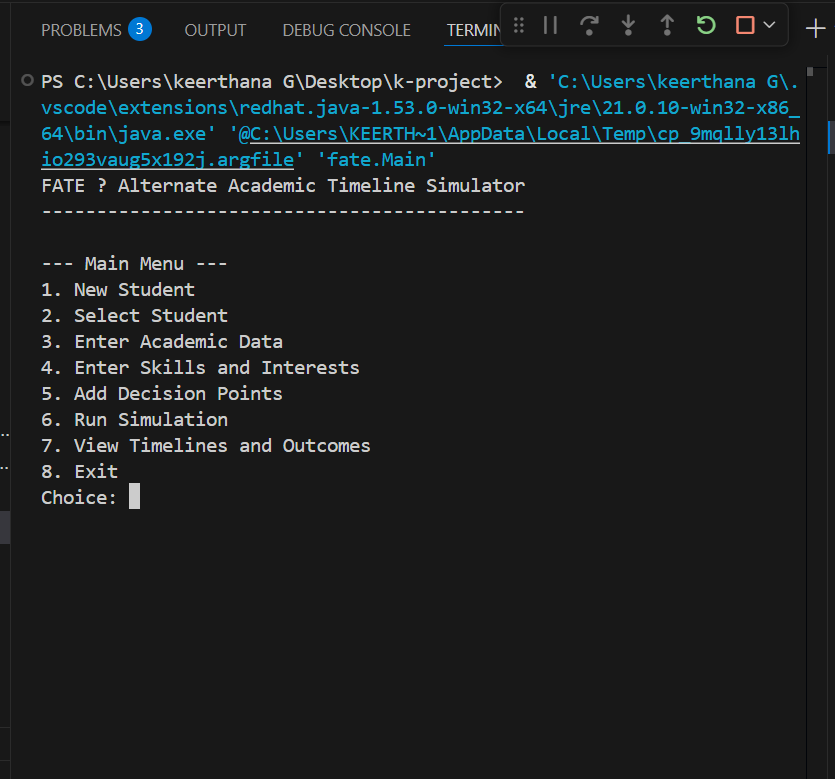 PROBLEMS 3 OUTPUT DEBUG CONSOLE TERMIN
PS C:\Users\keerthana G\Desktop\k-project>  & 'C:\Users\keerthana G\.
vscode\extensions\redhat.java-1.53.0-win32-x64\jre\21.0.10-win32-x86_
64\bin\java.exe' '@C:\Users\KEERTH~1\AppData\Local\Temp\cp_9mqlly13lh
io293vaug5x192j.argfile' 'fate.Main'
FATE ? Alternate Academic Timeline Simulator
--------------------------------------------
--- Main Menu ---
1. New Student
2. Select Student
3. Enter Academic Data
4. Enter Skills and Interests
5. Add Decision Points
6. Run Simulation
7. View Timelines and Outcomes
8. Exit
Choice: